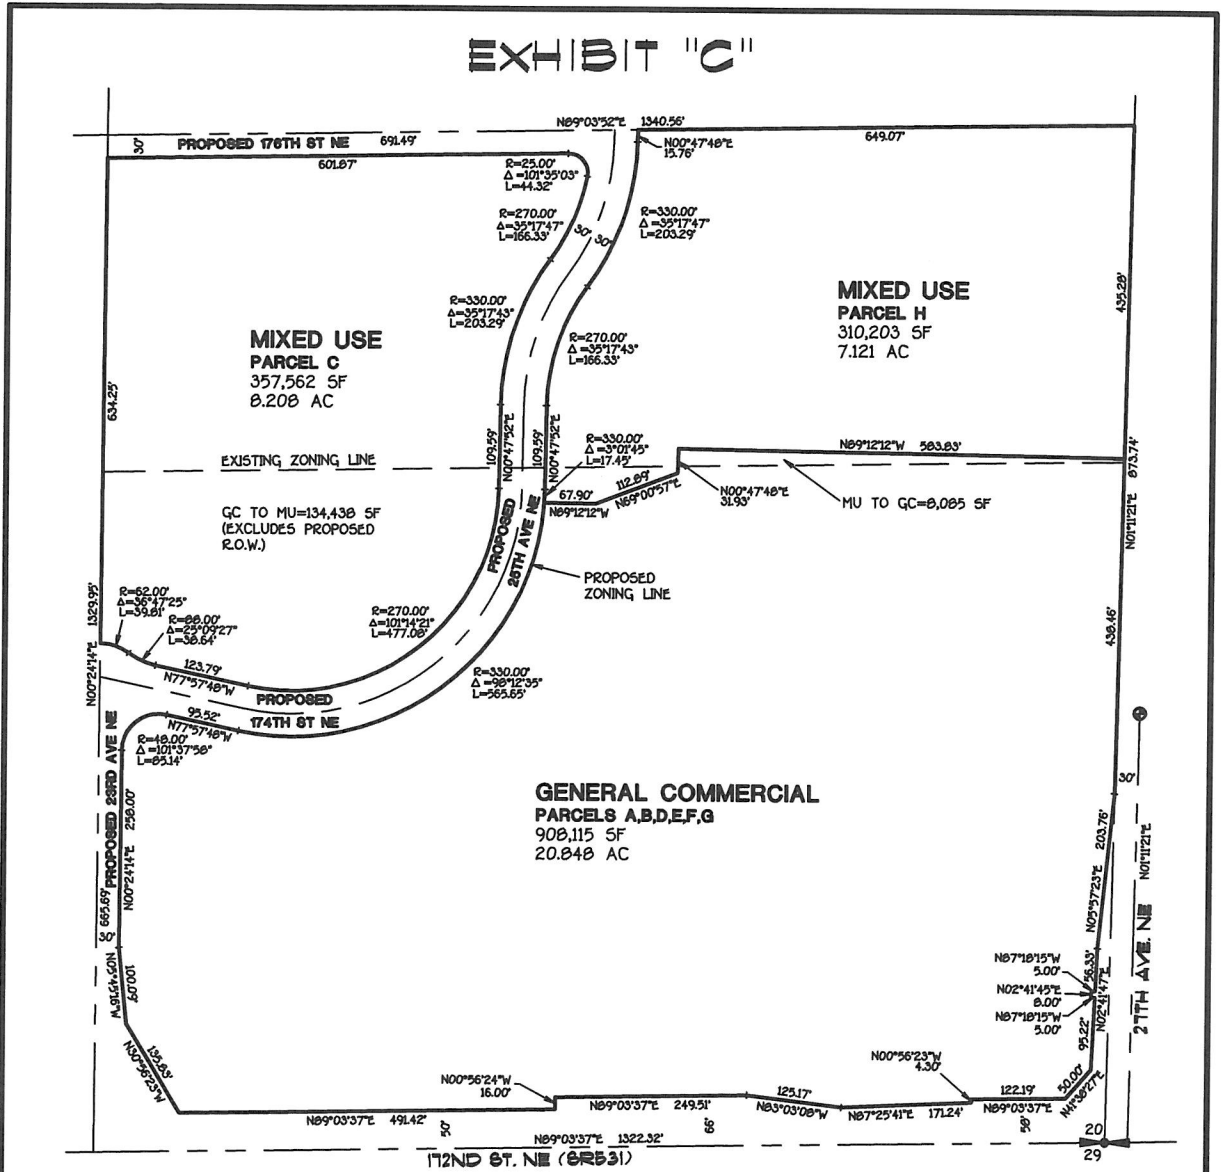 EXHIBIT "C"
N89°03'52"E 1340.56'
30'
PROPOSED 176TH ST NE
691.49'
601.87'
N00°47'48"E
15.76'
649.07'
R=25.00'
Δ=101°35'03"
L=44.32'
R=270.00'
Δ=35°17'47"
L=166.33'
R=330.00'
Δ=35°17'47"
L=203.29'
30' 30'
R=330.00'
Δ=35°17'43"
L=203.29'
R=270.00'
Δ=35°17'43"
L=166.33'
MIXED USE
PARCEL H
310,203 SF
7.121 AC
435.28'
MIXED USE
PARCEL C
357,562 SF
8.208 AC
634.25'
109.59'
N00°47'52"E
109.59'
N00°47'52"E
R=330.00'
Δ=3°01'45"
L=17.45'
N89°12'12"W 583.83'
873.74'
N01°11'21"E
EXISTING ZONING LINE
67.90'
N89°12'12"W
112.89'
N69°00'57"E
N00°47'48"E
31.93'
MU TO GC=8,085 SF
GC TO MU=134,438 SF
(EXCLUDES PROPOSED
R.O.W.)
PROPOSED
25TH AVE NE
PROPOSED
ZONING LINE
R=62.00'
Δ=36°47'25"
L=39.81'
R=88.00'
Δ=25°09'27"
L=38.64'
R=270.00'
Δ=101°14'21"
L=477.08'
N00°24'14"E 1329.95'
438.46'
123.79'
N77°57'48"W
R=330.00'
Δ=98°12'35"
L=565.65'
PROPOSED
174TH ST NE
95.52'
N77°57'48"W
R=48.00'
Δ=101°37'58"
L=85.14'
PROPOSED 23RD AVE NE
N00°24'14"E 258.00'
665.69'
30'
GENERAL COMMERCIAL
PARCELS A,B,D,E,F,G
908,115 SF
20.848 AC
30'
203.76'
N05°57'23"E
N01°11'21"E
27TH AVE. NE
N87°18'15"W
5.00'
56.33'
N02°41'45"E
8.00'
N02°41'47"E
N87°18'15"W
5.00'
95.22'
N05°45'16"W
100.09'
135.83'
N30°56'23"W
N00°56'24"W
16.00'
N00°56'23"W
4.30'
50.00'
N41°38'27"E
N89°03'37"E 491.42'
N89°03'37"E 249.51'
125.17'
N83°03'08"W
N87°25'41"E 171.24'
122.19'
N89°03'37"E
50'
66'
58'
N89°03'37"E 1322.32'
172ND ST. NE (SR531)
20
29